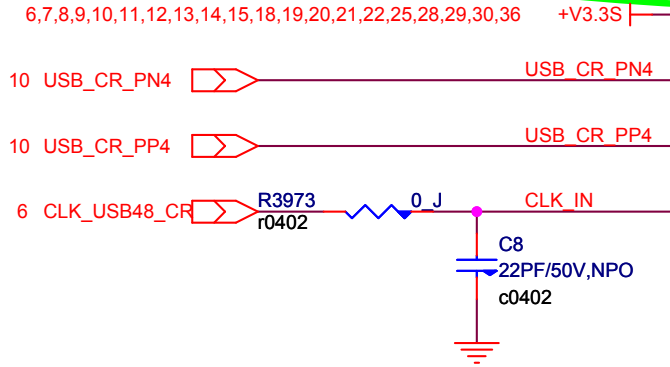 6,7,8,9,10,11,12,13,14,15,18,19,20,21,22,25,28,29,30,36 +V3.3S
10 USB_CR_PN4 USB_CR_PN4
10 USB_CR_PP4 USB_CR_PP4
6 CLK_USB48_CR R3973 0_J CLK_IN
r0402
C8
22PF/50V,NPO
c0402